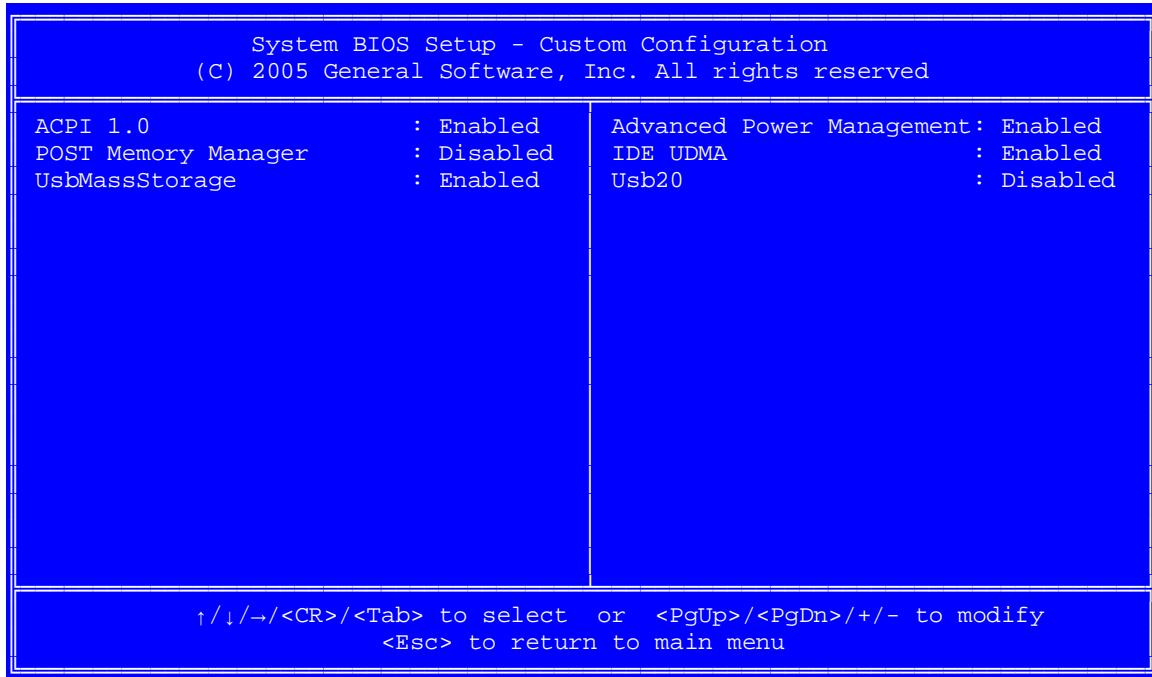 System BIOS Setup - Custom Configuration
(C) 2005 General Software, Inc. All rights reserved
ACPI 1.0 : Enabled
POST Memory Manager : Disabled
UsbMassStorage : Enabled
Advanced Power Management: Enabled
IDE UDMA : Enabled
Usb20 : Disabled
↑/↓/→/<CR>/<Tab> to select or <PgUp>/<PgDn>/+/- to modify
<Esc> to return to main menu